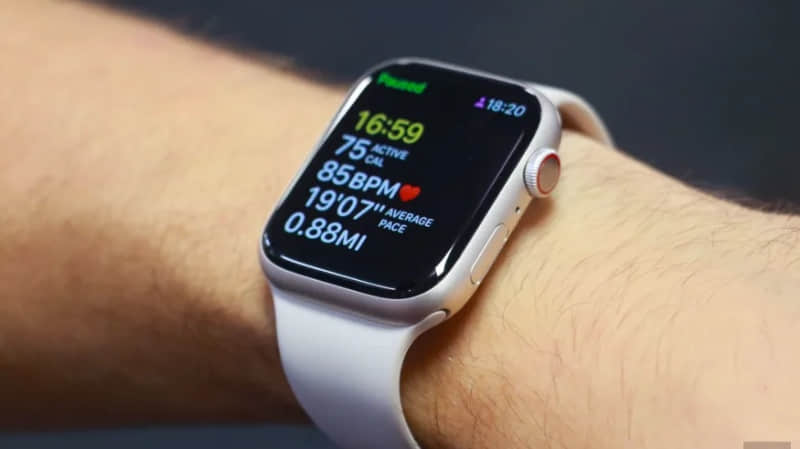 Paused
18:20
16:59
75 ACTIVE CAL
85BPM
19'07" AVERAGE PACE
0.88MI